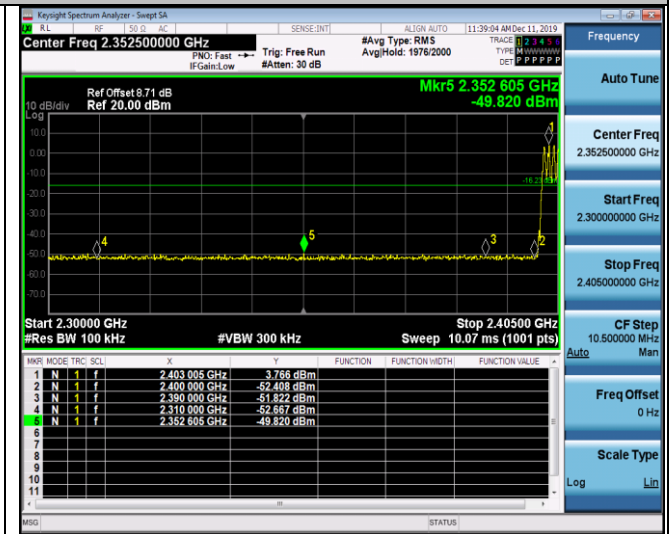 Keysight Spectrum Analyzer - Swept SA
RL RF 50 Ω AC SENSE:INT ALIGN AUTO 11:39:04 AM Dec 11, 2019
Center Freq 2.352500000 GHz
PNO: Fast Trig: Free Run #Avg Type: RMS TRACE 1 2 3 4 5 6
IFGain:Low #Atten: 30 dB Avg|Hold: 1976/2000 TYPE M W W W W W
DET P P P P P P
Frequency
Auto Tune
Center Freq
2.352500000 GHz
Start Freq
2.300000000 GHz
Stop Freq
2.405000000 GHz
CF Step
10.500000 MHz
Auto Man
Freq Offset
0 Hz
Scale Type
Log Lin
Mkr5 2.352 605 GHz
-49.820 dBm
Ref Offset 8.71 dB
10 dB/div Ref 20.00 dBm
Log
10.0
0.00
-10.0
-20.0
-30.0
-40.0
-50.0
-60.0
-70.0
1
4
5
3
2
Start 2.30000 GHz Stop 2.40500 GHz
#Res BW 100 kHz #VBW 300 kHz Sweep 10.07 ms (1001 pts)
MKR MODE TRC SCL X Y FUNCTION FUNCTION WIDTH FUNCTION VALUE
1 N 1 f 2.403 005 GHz 3.766 dBm
2 N 1 f 2.400 000 GHz -52.408 dBm
3 N 1 f 2.390 000 GHz -51.822 dBm
4 N 1 f 2.310 000 GHz -52.667 dBm
5 N 1 f 2.352 605 GHz -49.820 dBm
6
7
8
9
10
11
MSG STATUS